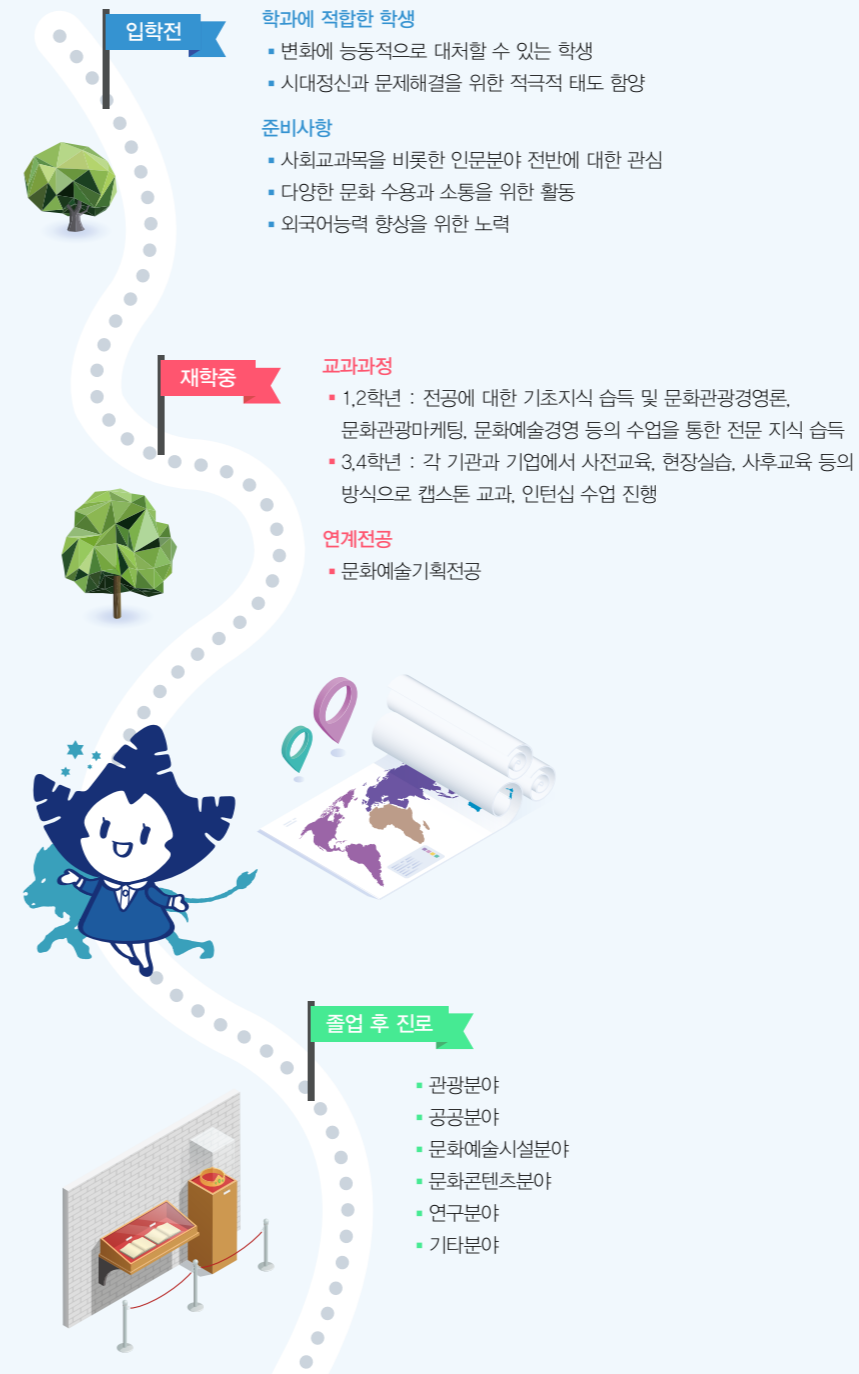 입학전
학과에 적합한 학생
▪ 변화에 능동적으로 대처할 수 있는 학생
▪ 시대정신과 문제해결을 위한 적극적 태도 함양
준비사항
▪ 사회교과목을 비롯한 인문분야 전반에 대한 관심
▪ 다양한 문화 수용과 소통을 위한 활동
▪ 외국어능력 향상을 위한 노력
재학중
교과과정
▪ 1,2학년 : 전공에 대한 기초지식 습득 및 문화관광경영론,
문화관광마케팅, 문화예술경영 등의 수업을 통한 전문 지식 습득
▪ 3,4학년 : 각 기관과 기업에서 사전교육, 현장실습, 사후교육 등의
방식으로 캡스톤 교과, 인턴십 수업 진행
연계전공
▪ 문화예술기획전공
졸업 후 진로
▪ 관광분야
▪ 공공분야
▪ 문화예술시설분야
▪ 문화콘텐츠분야
▪ 연구분야
▪ 기타분야